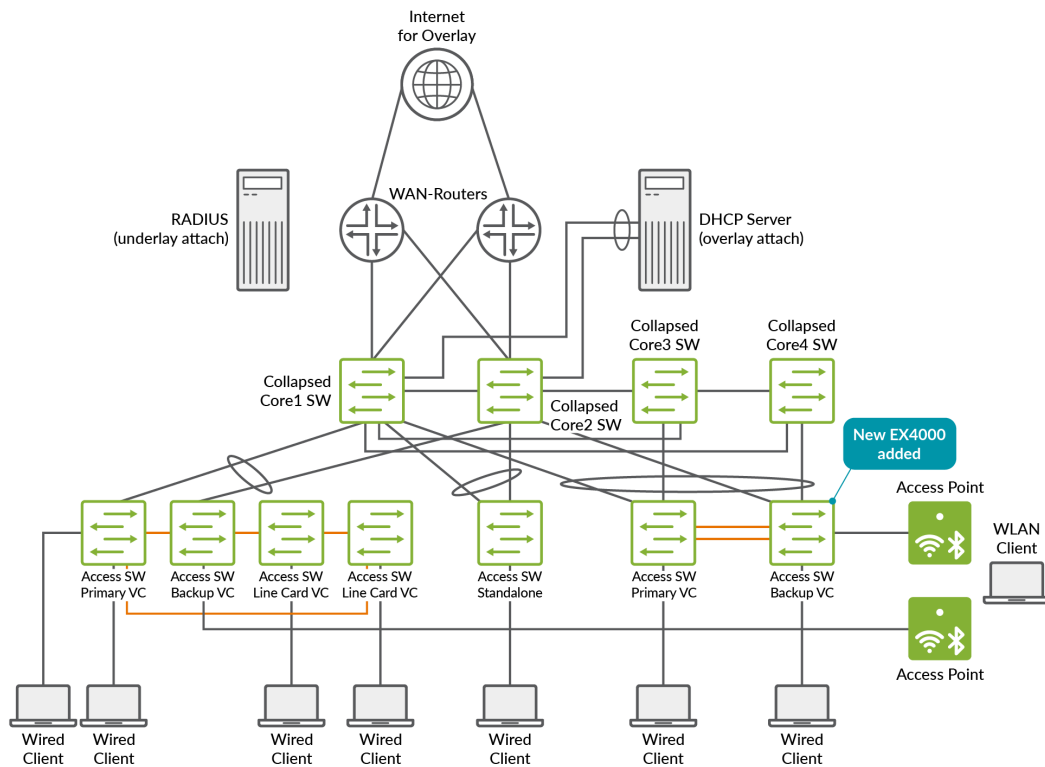 Internet
for Overlay
WAN-Routers
RADIUS
(underlay attach)
DHCP Server
(overlay attach)
Collapsed
Core3 SW
Collapsed
Core4 SW
Collapsed
Core1 SW
Collapsed
Core2 SW
New EX4000
added
Access Point
WLAN
Client
Access SW
Primary VC
Access SW
Backup VC
Access SW
Line Card VC
Access SW
Line Card VC
Access SW
Standalone
Access SW
Primary VC
Access SW
Backup VC
Access Point
Wired
Client
Wired
Client
Wired
Client
Wired
Client
Wired
Client
Wired
Client
Wired
Client